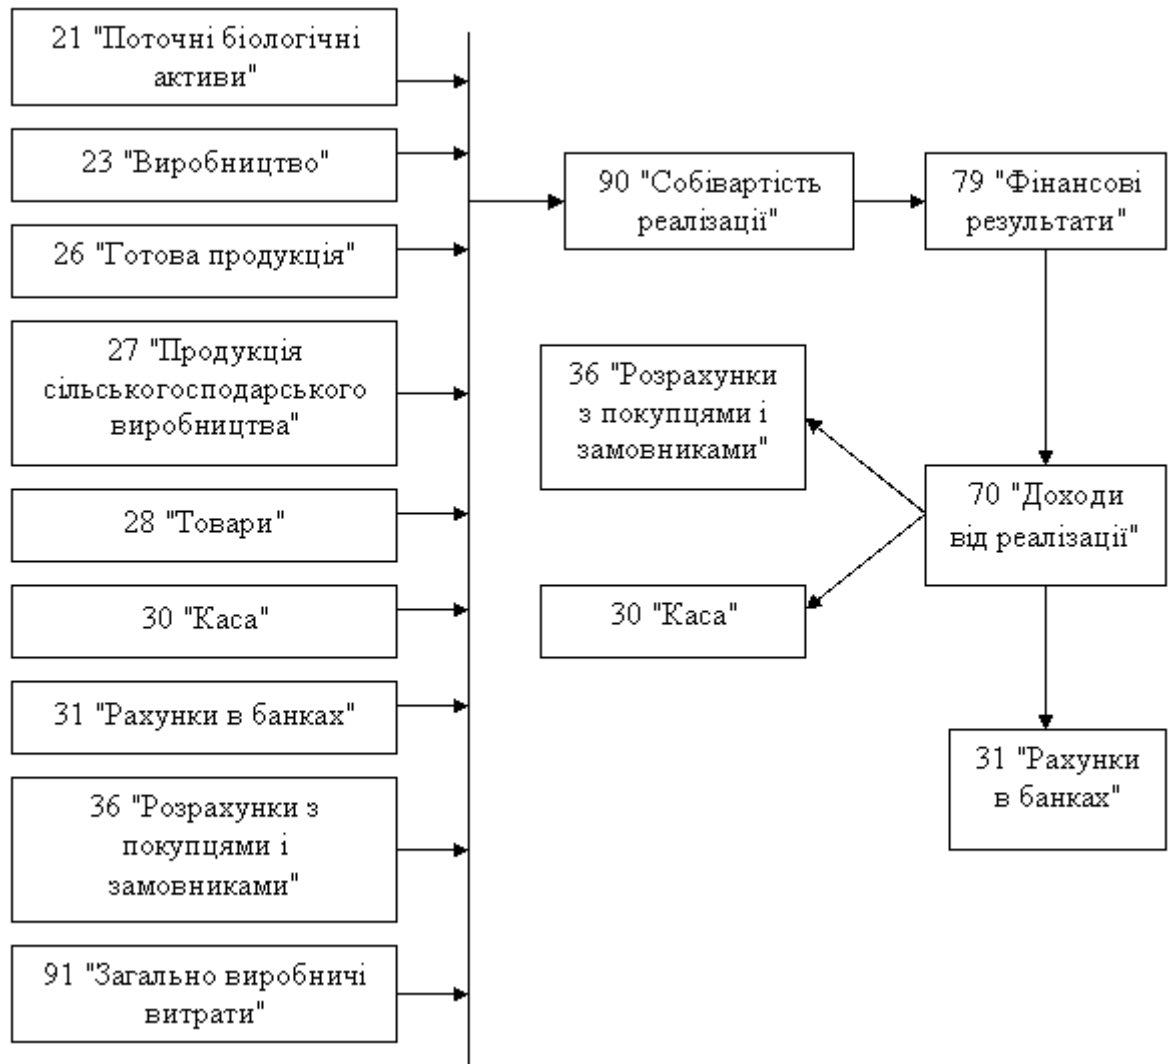 21 "Поточні біологічні
активи"
23 "Виробництво"
26 "Готова продукція"
27 "Продукція
сільськогосподарського
виробництва"
28 "Товари"
30 "Каса"
31 "Рахунки в банках"
36 "Розрахунки з
покупцями і
замовниками"
91 "Загально виробничі
витрати"
90 "Собівартість
реалізації"
79 "Фінансові
результати"
36 "Розрахунки
з покупцями і
замовниками"
30 "Каса"
70 "Доходи
від реалізації"
31 "Рахунки
в банках"